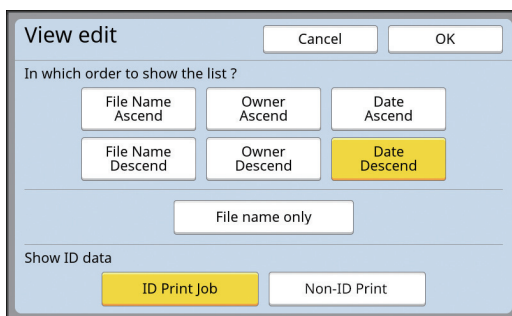 View edit
Cancel
OK
In which order to show the list ?
File Name
Ascend
Owner
Ascend
Date
Ascend
File Name
Descend
Owner
Descend
Date
Descend
File name only
Show ID data
ID Print Job
Non-ID Print